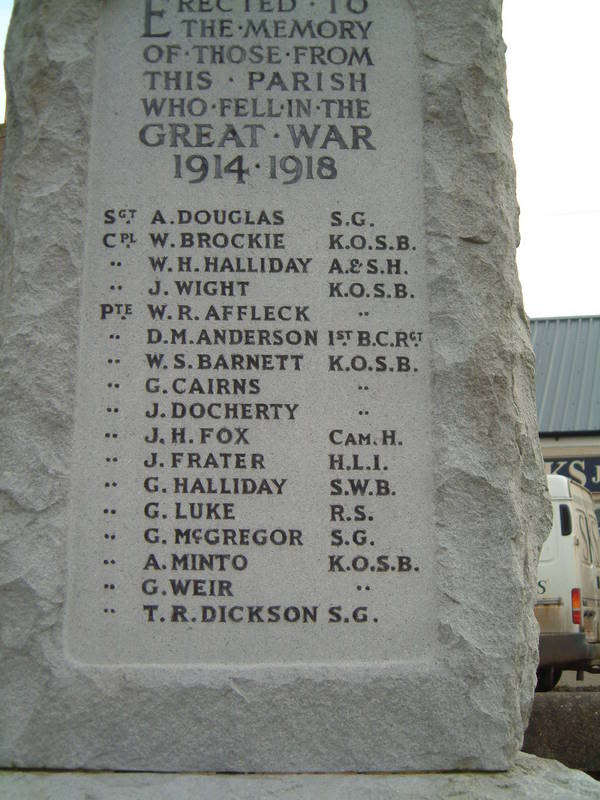 ERECTED · TO
THE · MEMORY
OF · THOSE · FROM
THIS · PARISH
WHO · FELL · IN · THE
GREAT · WAR
1914 · 1918
SGT A. DOUGLAS S.G.
CPL W. BROCKIE K.O.S.B.
" W. H. HALLIDAY A.&S.H.
" J. WIGHT K.O.S.B.
PTE W. R. AFFLECK "
" D. M. ANDERSON 1ST B.C.RGT
" W. S. BARNETT K.O.S.B.
" G. CAIRNS "
" J. DOCHERTY "
" J. H. FOX CAM. H.
" J. FRATER H.L.I.
" G. HALLIDAY S.W.B.
" G. LUKE R.S.
" G. McGREGOR S.G.
" A. MINTO K.O.S.B.
" G. WEIR "
" T. R. DICKSON S.G.
KS J
S